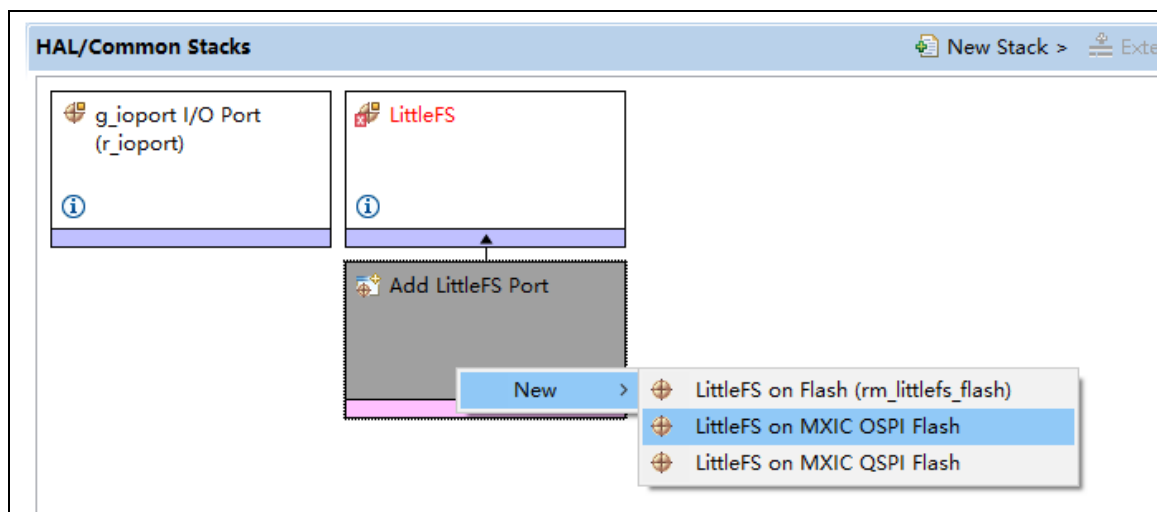 HAL/Common Stacks
New Stack >
Exte
g_ioport I/O Port
(r_ioport)
LittleFS
Add LittleFS Port
New
LittleFS on Flash (rm_littlefs_flash)
LittleFS on MXIC OSPI Flash
LittleFS on MXIC QSPI Flash